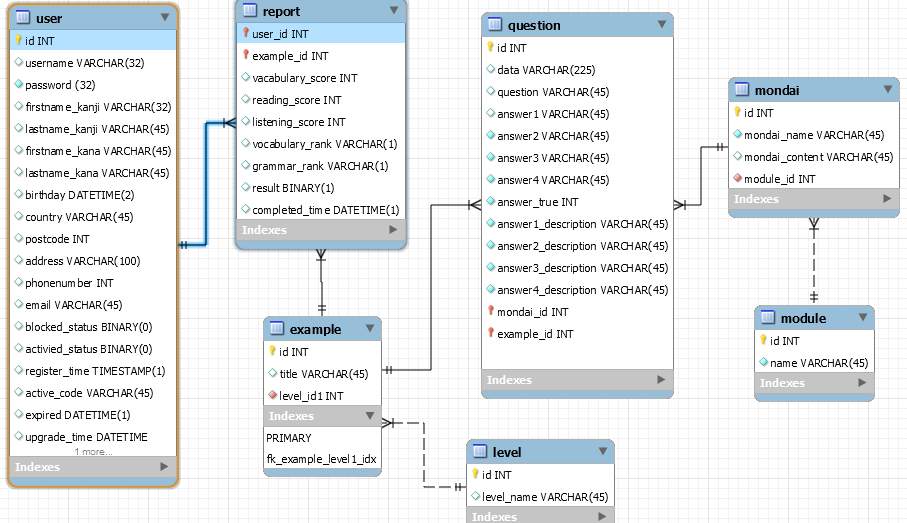 user
id INT
username VARCHAR(32)
password (32)
firstname_kanji VARCHAR(32)
lastname_kanji VARCHAR(45)
firstname_kana VARCHAR(45)
lastname_kana VARCHAR(45)
birthday DATETIME(2)
country VARCHAR(45)
postcode INT
address VARCHAR(100)
phonenumber INT
email VARCHAR(45)
blocked_status BINARY(0)
activied_status BINARY(0)
register_time TIMESTAMP(1)
active_code VARCHAR(45)
expired DATETIME(1)
upgrade_time DATETIME
1 more...
Indexes
report
user_id INT
example_id INT
vacabulary_score INT
reading_score INT
listening_score INT
vocabulary_rank VARCHAR(1)
grammar_rank VARCHAR(1)
result BINARY(1)
completed_time DATETIME(1)
Indexes
example
id INT
title VARCHAR(45)
level_id1 INT
Indexes
PRIMARY
fk_example_level1_idx
question
id INT
data VARCHAR(225)
question VARCHAR(45)
answer1 VARCHAR(45)
answer2 VARCHAR(45)
answer3 VARCHAR(45)
answer4 VARCHAR(45)
answer_true INT
answer1_description VARCHAR(45)
answer2_description VARCHAR(45)
answer3_description VARCHAR(45)
answer4_description VARCHAR(45)
mondai_id INT
example_id INT
Indexes
level
id INT
level_name VARCHAR(45)
Indexes
mondai
id INT
mondai_name VARCHAR(45)
mondai_content VARCHAR(45)
module_id INT
Indexes
module
id INT
name VARCHAR(45)
Indexes